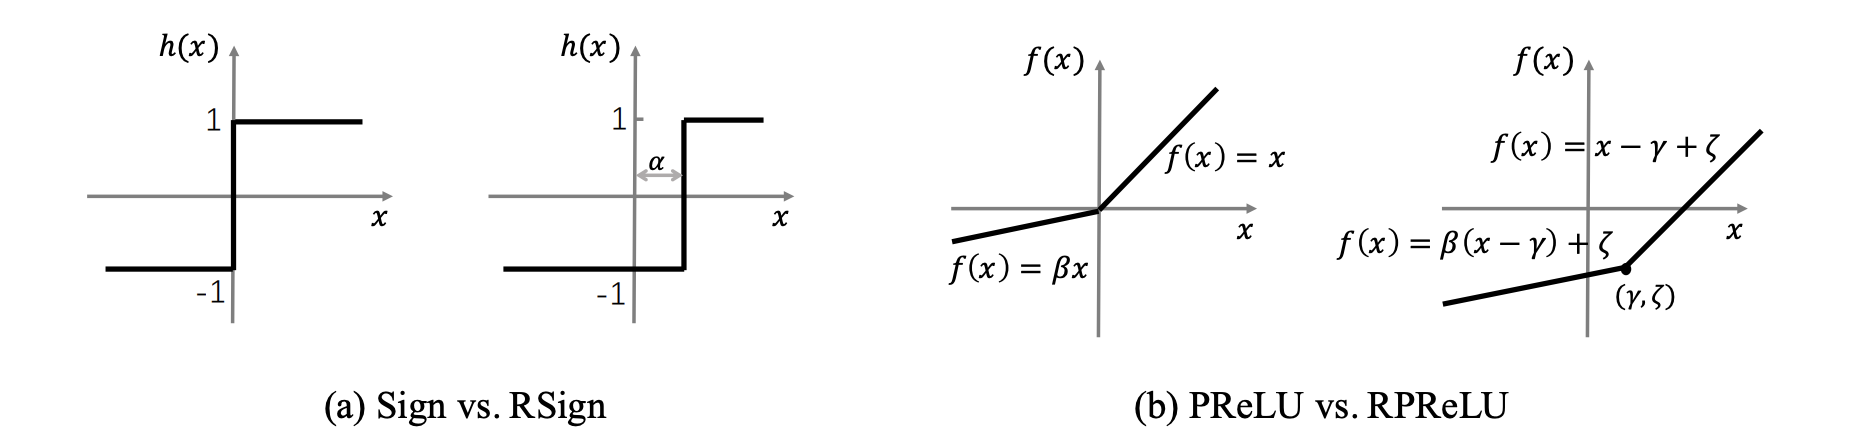 h(x)
1
-1
x
h(x)
1
α
-1
x
(a) Sign vs. RSign
f(x)
f(x) = x
x
f(x) = βx
f(x)
f(x) = x − γ + ζ
x
f(x) = β(x − γ) + ζ
(γ, ζ)
(b) PReLU vs. RPReLU